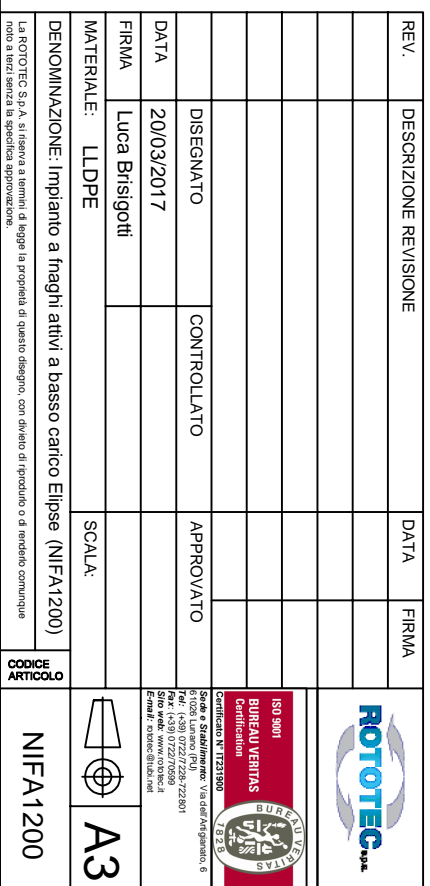 REV.
DESCRIZIONE REVISIONE
DATA
FIRMA
ROTOTEC s.p.a.
DISEGNATO
CONTROLLATO
APPROVATO
DATA
20/03/2017
FIRMA
Luca Brisigotti
ISO 9001
BUREAU VERITAS
Certification
BUREAU VERITAS
1828
Certificato N° IT231900
Sede e Stabilimento: Via dell'Artigianato, 6
61026 Lunano (PU)
Tel: (+39) 0722/7 228-722801
Fax: (+39) 0722/70599
Sito web: www.rototec.it
E-mail: rototec@tubi.net
MATERIALE: LLDPE
SCALA:
A3
DENOMINAZIONE: Impianto a fnaghi attivi a basso carico Elipse (NIFA1200)
CODICE
ARTICOLO
NIFA1200
La ROTOTEC S.p.A. si riserva a termini di legge la proprietà di questo disegno, con divieto di riprodurlo o di renderlo comunque
noto a terzi senza la specifica approvazione.